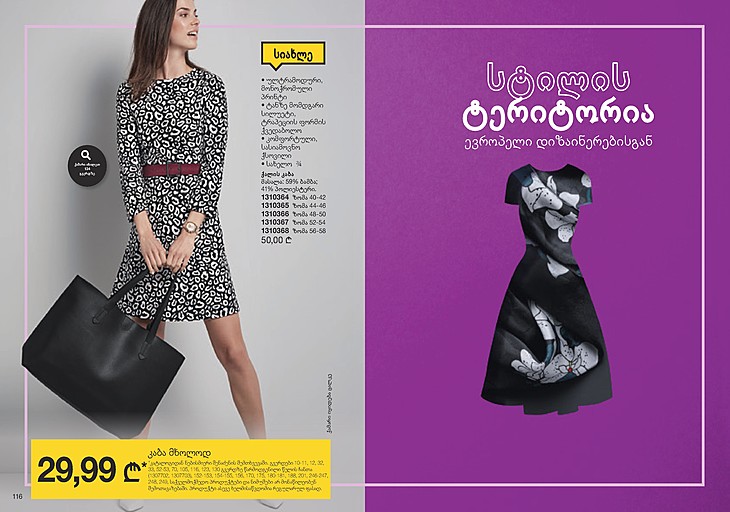 სიახლე
• ულტრამოდური,
მონოქრომული
პრინტი
• ტანზე მომდგარი
სილუეტი,
ტრაპეციის ფორმის
ქვედაბოლო
• კომფორტული,
სასიამოვნო
ქსოვილი
• სახელო ¾
ქალის კაბა
მასალა: 59% ბამბა;
41% პოლიესტერი.
1310364 ზომა 40-42
1310365 ზომა 44-46
1310366 ზომა 48-50
1310367 ზომა 52-54
1310368 ზომა 56-58
50,00 ₾
სტილის
ტერიტორია
ევროპელი დიზაინერებისგან
კაბა მხოლოდ
29,99 ₾*
116